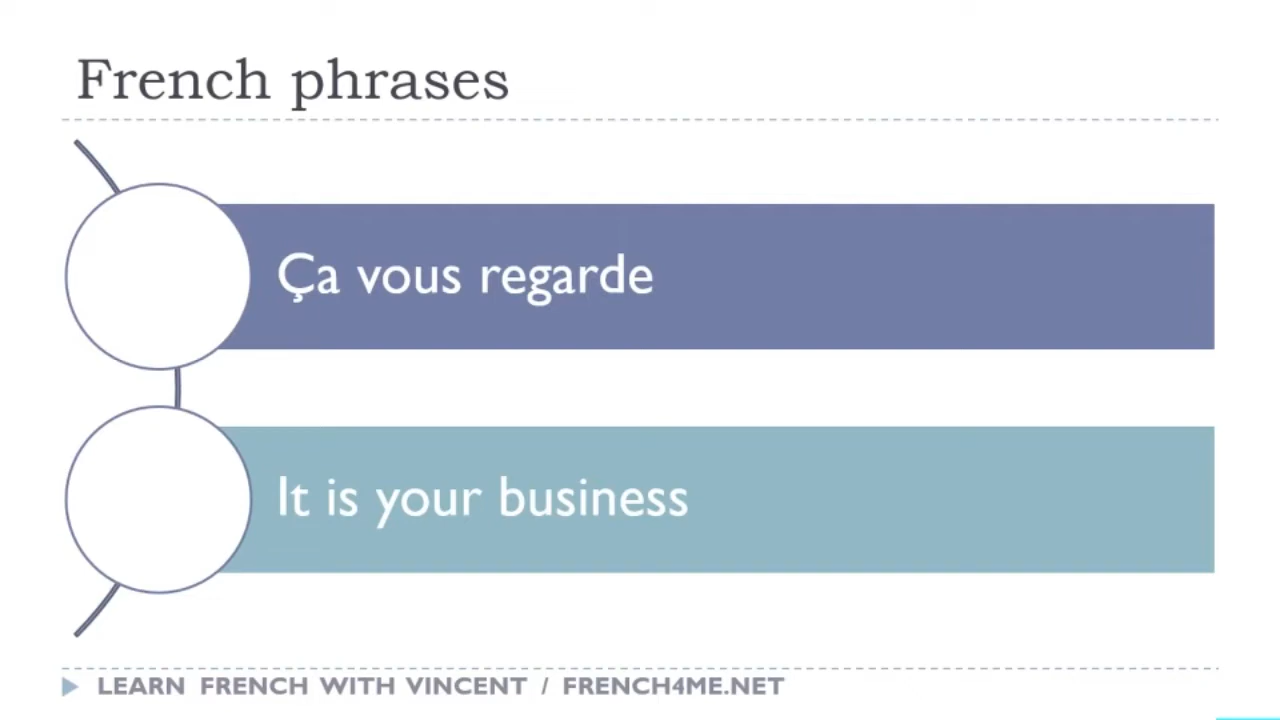 French phrases
Ça vous regarde
It is your business
LEARN FRENCH WITH VINCENT / FRENCH4ME.NET